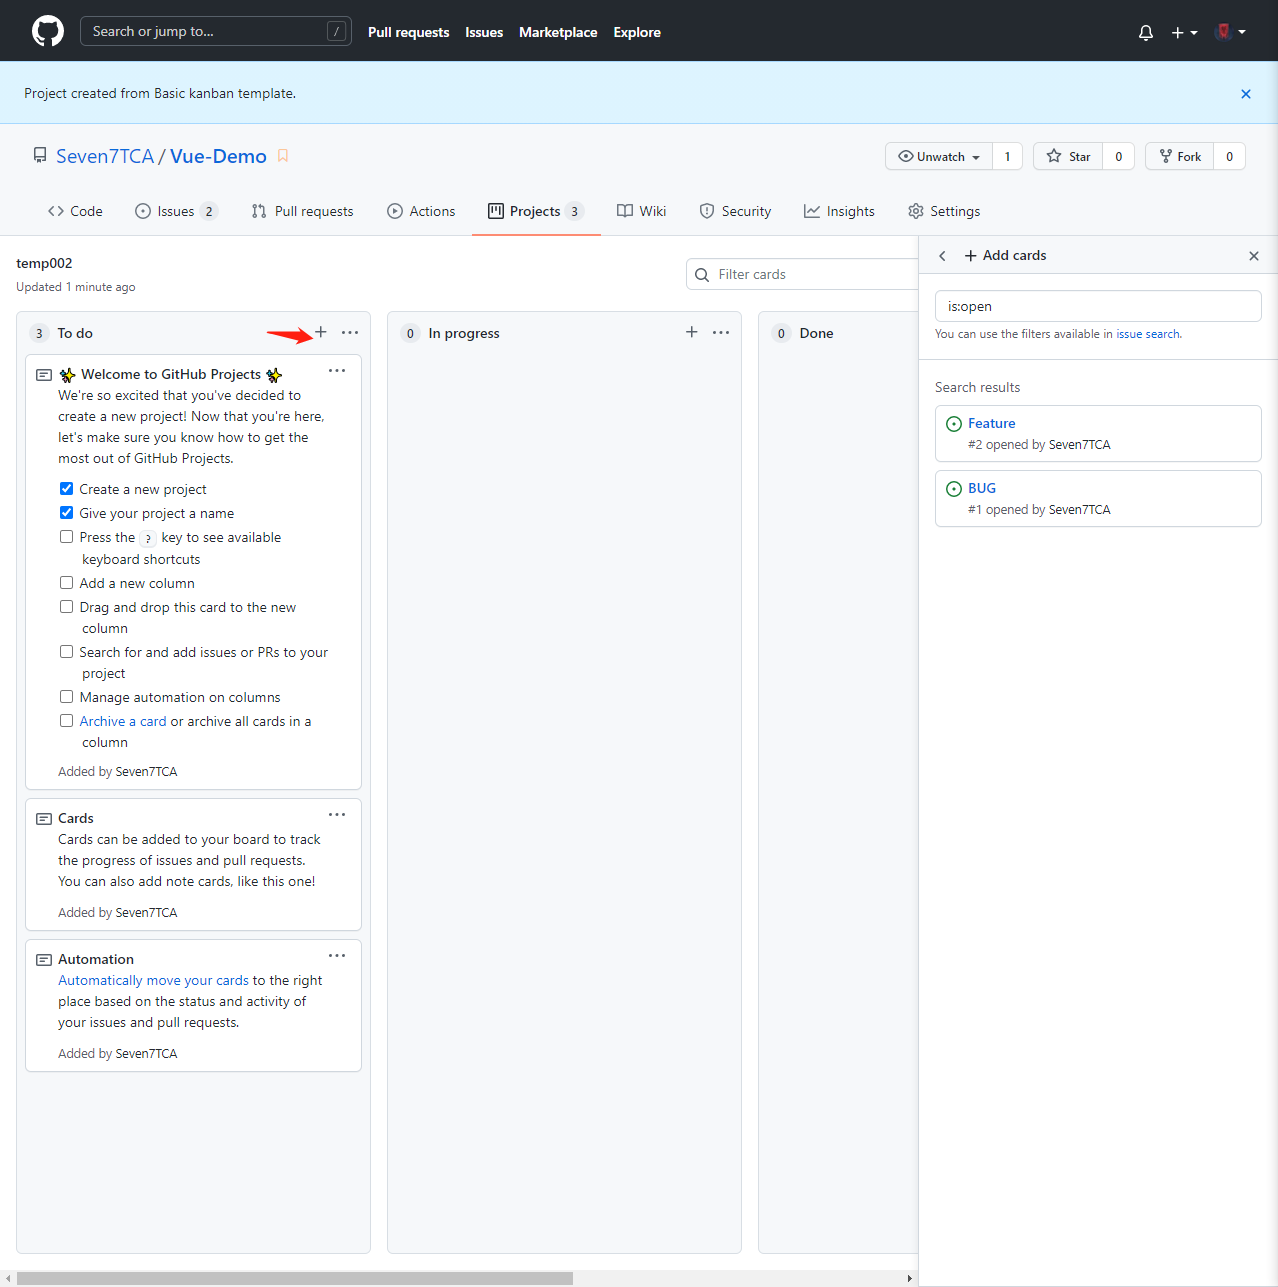 Search or jump to...
/
Pull requests
Issues
Marketplace
Explore
Project created from Basic kanban template.
Seven7TCA / Vue-Demo
Unwatch
1
Star
0
Fork
0
Code
Issues 2
Pull requests
Actions
Projects 3
Wiki
Security
Insights
Settings
temp002
Updated 1 minute ago
Filter cards
3 To do
✨ Welcome to GitHub Projects ✨
We're so excited that you've decided to
create a new project! Now that you're here,
let's make sure you know how to get the
most out of GitHub Projects.
Create a new project
Give your project a name
Press the ? key to see available
keyboard shortcuts
Add a new column
Drag and drop this card to the new
column
Search for and add issues or PRs to your
project
Manage automation on columns
Archive a card or archive all cards in a
column
Added by Seven7TCA
Cards
Cards can be added to your board to track
the progress of issues and pull requests.
You can also add note cards, like this one!
Added by Seven7TCA
Automation
Automatically move your cards to the right
place based on the status and activity of
your issues and pull requests.
Added by Seven7TCA
0 In progress
0 Done
Add cards
is:open
You can use the filters available in issue search.
Search results
Feature
#2 opened by Seven7TCA
BUG
#1 opened by Seven7TCA